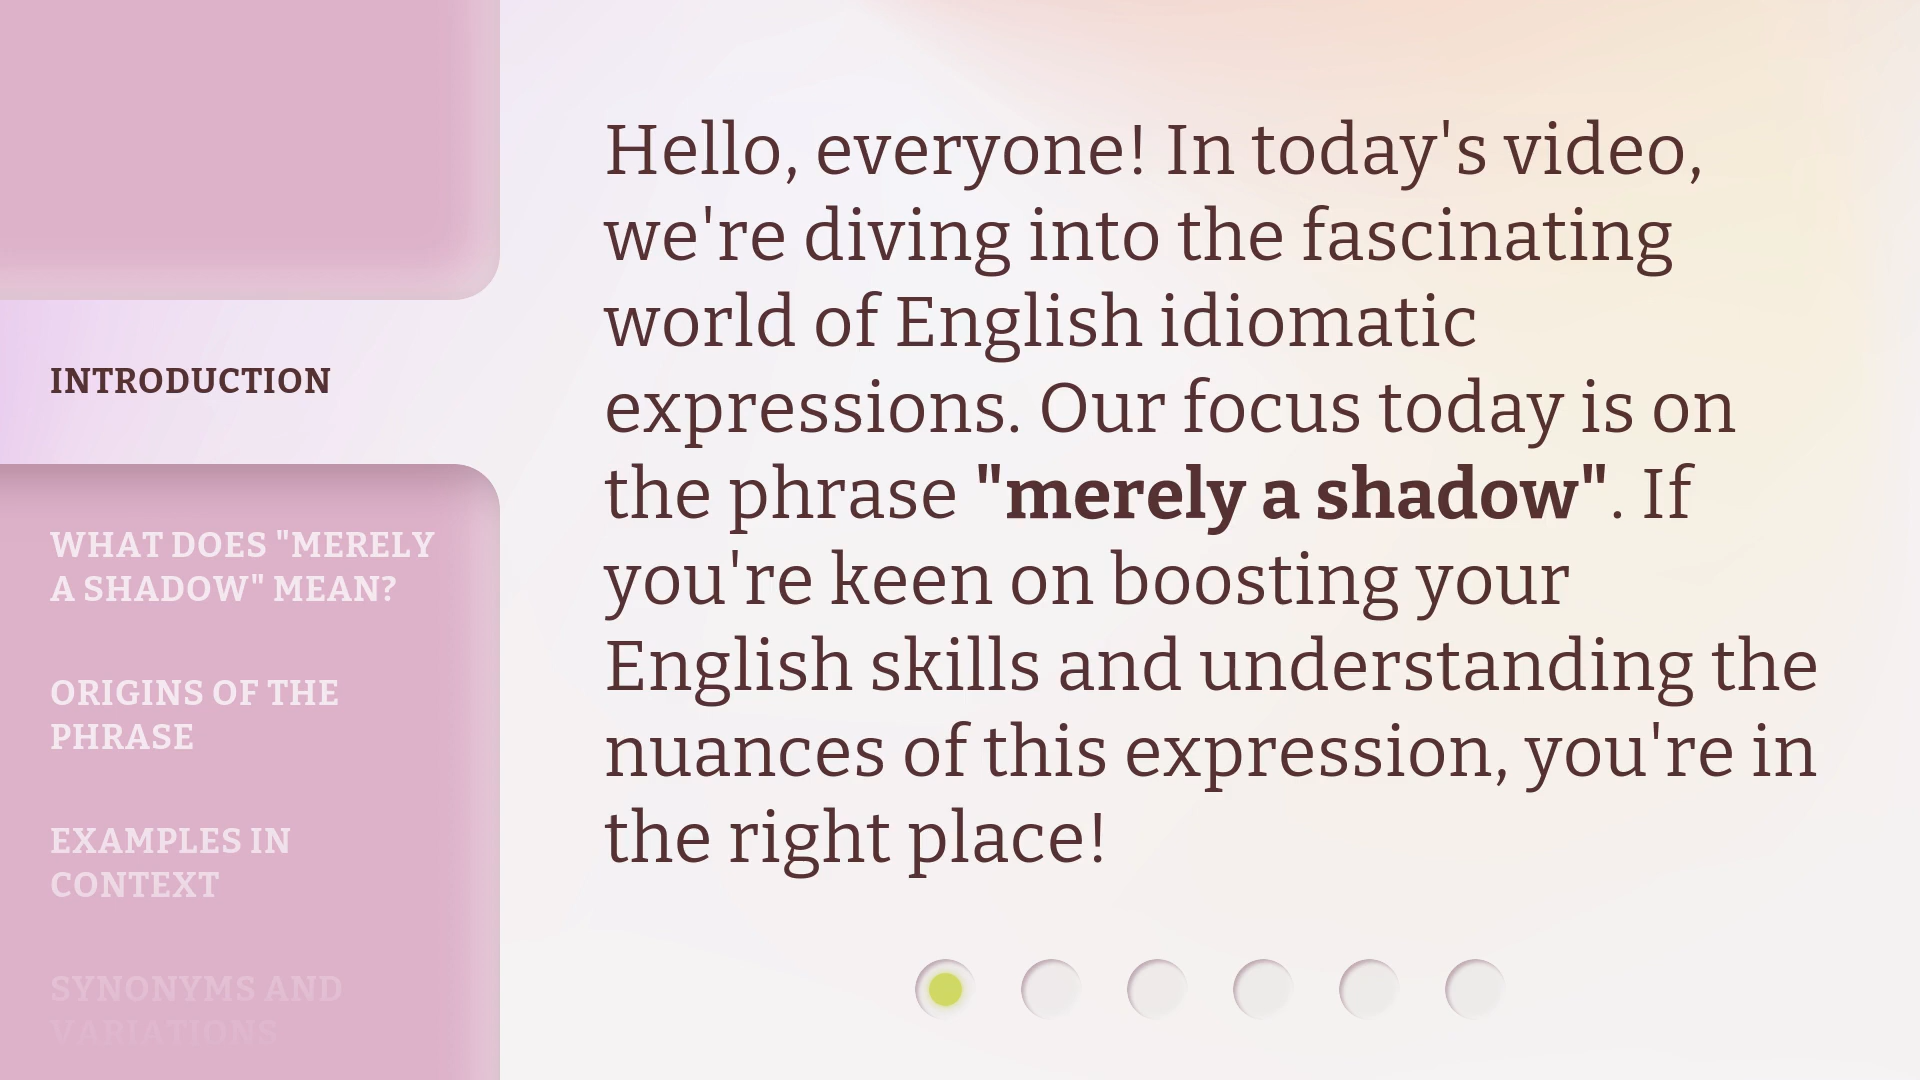 INTRODUCTION
WHAT DOES "MERELY
A SHADOW" MEAN?
ORIGINS OF THE
PHRASE
EXAMPLES IN
CONTEXT
SYNONYMS AND
VARIATIONS
Hello, everyone! In today's video,
we're diving into the fascinating
world of English idiomatic
expressions. Our focus today is on
the phrase "merely a shadow". If
you're keen on boosting your
English skills and understanding the
nuances of this expression, you're in
the right place!